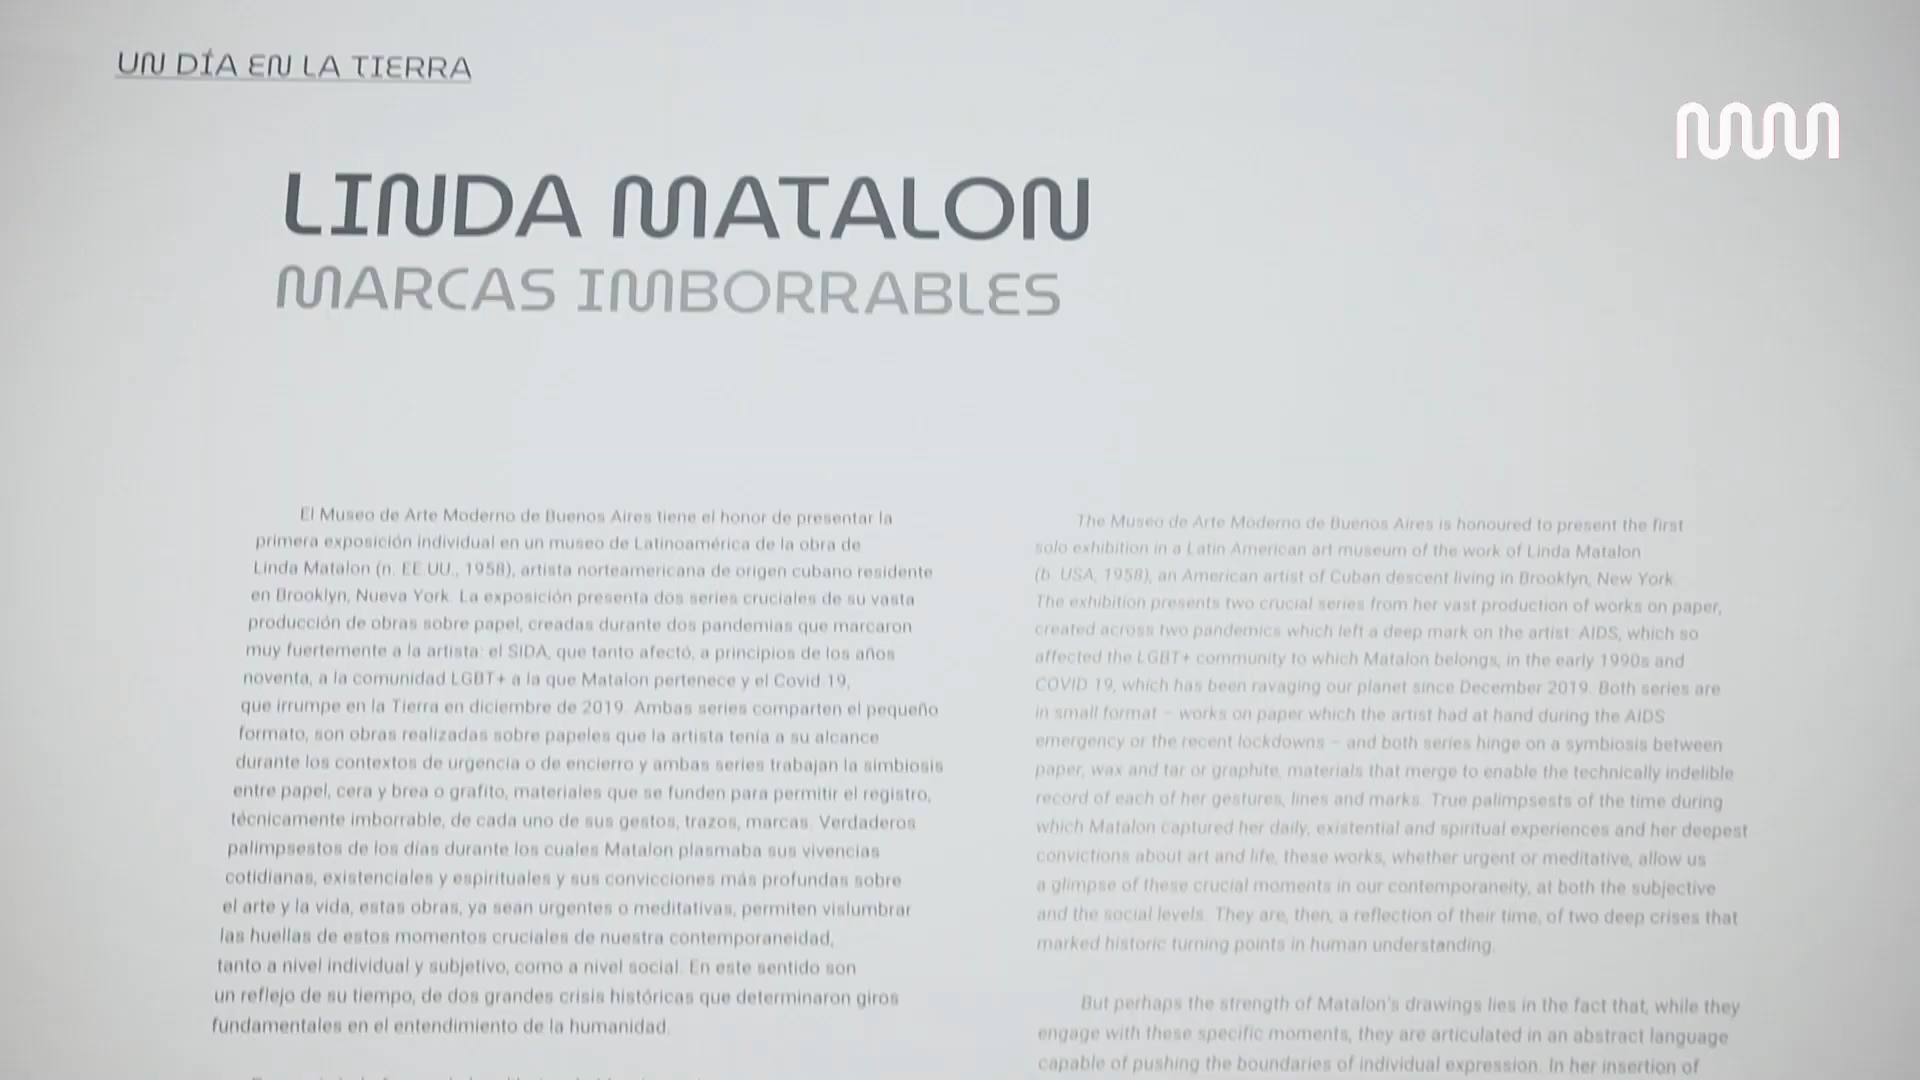 UN DÍA EN LA TIERRA
LINDA MATALON
MARCAS IMBORRABLES
El Museo de Arte Moderno de Buenos Aires tiene el honor de presentar la
primera exposición individual en un museo de Latinoamérica de la obra de
Linda Matalon (n. EE.UU., 1958), artista norteamericana de origen cubano residente
en Brooklyn, Nueva York. La exposición presenta dos series cruciales de su vasta
producción de obras sobre papel, creadas durante dos pandemias que marcaron
muy fuertemente a la artista: el SIDA, que tanto afectó, a principios de los años
noventa, a la comunidad LGBT+ a la que Matalon pertenece y el Covid 19,
que irrumpe en la Tierra en diciembre de 2019. Ambas series comparten el pequeño
formato, son obras realizadas sobre papeles que la artista tenía a su alcance
durante los contextos de urgencia o de encierro y ambas series trabajan la simbiosis
entre papel, cera y brea o grafito, materiales que se funden para permitir el registro,
técnicamente imborrable, de cada uno de sus gestos, trazos, marcas. Verdaderos
palimpsestos de los días durante los cuales Matalon plasmaba sus vivencias
cotidianas, existenciales y espirituales y sus convicciones más profundas sobre
el arte y la vida, estas obras, ya sean urgentes o meditativas, permiten vislumbrar
las huellas de estos momentos cruciales de nuestra contemporaneidad,
tanto a nivel individual y subjetivo, como a nivel social. En este sentido son
un reflejo de su tiempo, de dos grandes crisis históricas que determinaron giros
fundamentales en el entendimiento de la humanidad.
The Museo de Arte Moderno de Buenos Aires is honoured to present the first
solo exhibition in a Latin American art museum of the work of Linda Matalon
(b. USA, 1958), an American artist of Cuban descent living in Brooklyn, New York.
The exhibition presents two crucial series from her vast production of works on paper,
created across two pandemics which left a deep mark on the artist: AIDS, which so
affected the LGBT+ community to which Matalon belongs, in the early 1990s and
COVID 19, which has been ravaging our planet since December 2019. Both series are
in small format – works on paper which the artist had at hand during the AIDS
emergency or the recent lockdowns – and both series hinge on a symbiosis between
paper, wax and tar or graphite, materials that merge to enable the technically indelible
record of each of her gestures, lines and marks. True palimpsests of the time during
which Matalon captured her daily, existential and spiritual experiences and her deepest
convictions about art and life, these works, whether urgent or meditative, allow us
a glimpse of these crucial moments in our contemporaneity, at both the subjective
and the social levels. They are, then, a reflection of their time, of two deep crises that
marked historic turning points in human understanding.
But perhaps the strength of Matalon's drawings lies in the fact that, while they
engage with these specific moments, they are articulated in an abstract language
capable of pushing the boundaries of individual expression. In her insertion of